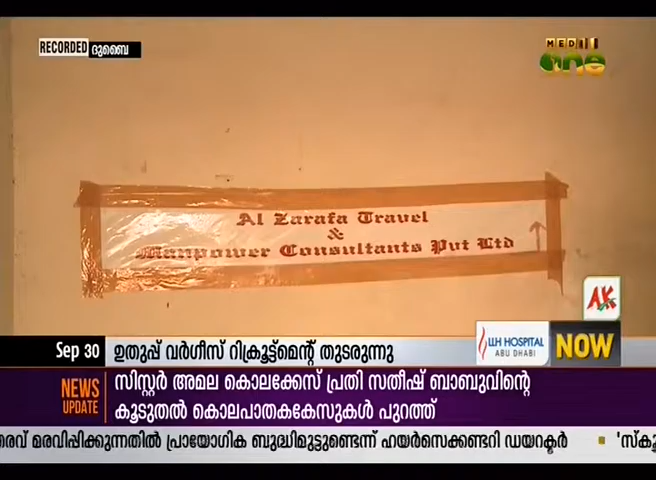 RECORDED ദുബൈ
MEDIA
one
Al Zarafa Travel
&
Manpower Consultants Pvt Ltd
AK
Sep 30 ഉതുപ്പ് വർഗീസ് റിക്രൂട്ട്മെന്റ് തുടരുന്നു
LLH HOSPITAL
ABU DHABI
NOW
NEWS
UPDATE
സിസ്റ്റർ അമല കൊലക്കേസ് പ്രതി സതീഷ് ബാബുവിന്റെ
കൂടുതൽ കൊലപാതകകേസുകൾ പുറത്ത്
മരവിപ്പിക്കുന്നതിൽ പ്രായോഗിക ബുദ്ധിമുട്ടുണ്ടെന്ന് ഹയർസെക്കണ്ടറി ഡയറക്ടർ